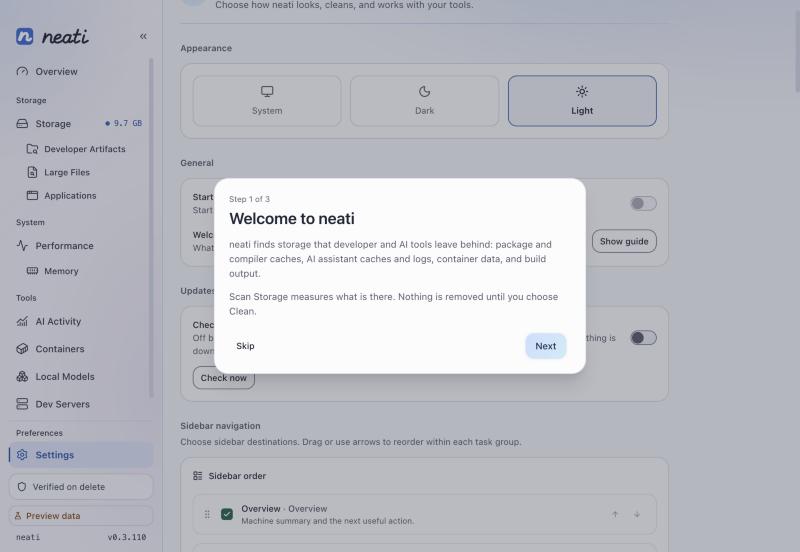 neati
Overview
Storage
Storage
9.7 GB
Developer Artifacts
Large Files
Applications
System
Performance
Memory
Tools
AI Activity
Containers
Local Models
Dev Servers
Preferences
Settings
Verified on delete
Preview data
neati
v0.3.110
Choose how neati looks, cleans, and works with your tools.
Appearance
System
Dark
Light
General
Start
Start
Welc
What
Show guide
Step 1 of 3
Welcome to neati
neati finds storage that developer and AI tools leave behind: package and
compiler caches, AI assistant caches and logs, container data, and build
output.
Scan Storage measures what is there. Nothing is removed until you choose
Clean.
Skip
Next
Updates
Chec
Off b
thing is
down
Check now
Sidebar navigation
Choose sidebar destinations. Drag or use arrows to reorder within each task group.
Sidebar order
Overview · Overview
Machine summary and the next useful action.